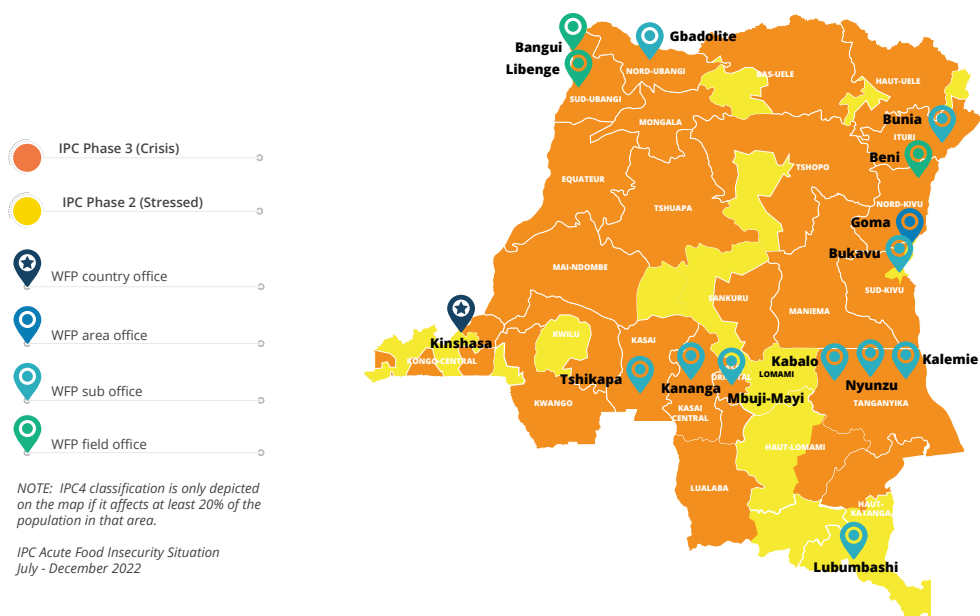 IPC Phase 3 (Crisis)
IPC Phase 2 (Stressed)
WFP country office
WFP area office
WFP sub office
WFP field office
NOTE: IPC4 classification is only depicted
on the map if it affects at least 20% of the
population in that area.
IPC Acute Food Insecurity Situation
July - December 2022
Bangui
Libenge
Gbadolite
NORD-UBANGI
SUD-UBANGI
BAS-UELE
HAUT-UELE
MONGALA
Bunia
ITURI
Beni
TSHOPO
EQUATEUR
TSHUAPA
NORD-KIVU
Goma
Bukavu
MAI-NDOMBE
SANKURU
SUD-KIVU
MANIEMA
Kinshasa
KONGO-CENTRAL
KWILU
KASAI
Tshikapa
Kananga
ORIENTAL
LOMAMI
Mbuji-Mayi
Kabalo
Nyunzu
Kalemie
TANGANYIKA
KWANGO
KASAI
CENTRAL
HAUT-LOMAMI
LUALABA
HAUT-
KATANGA
Lubumbashi